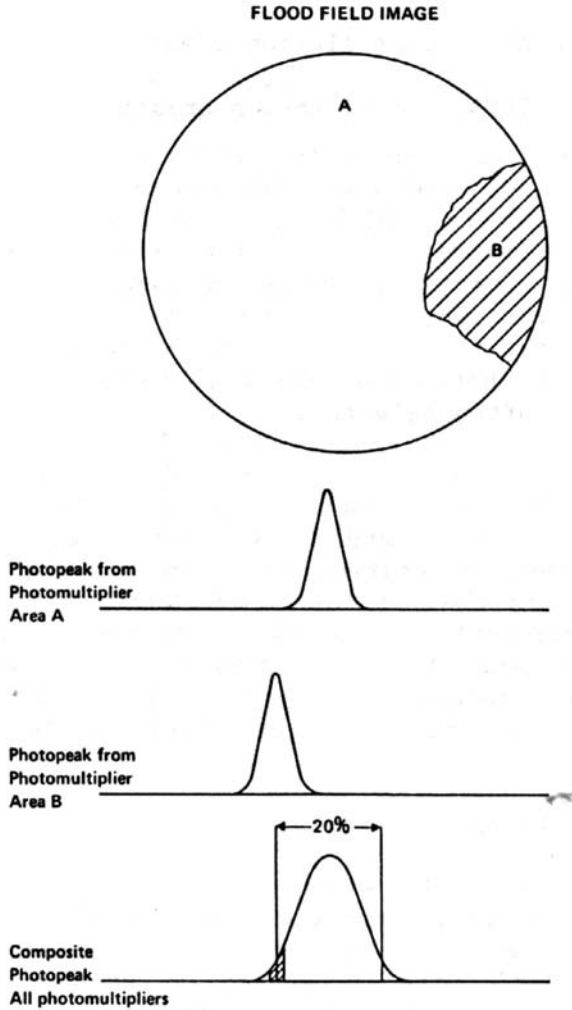 FLOOD FIELD IMAGE
A
B
Photopeak from
Photomultiplier
Area A
Photopeak from
Photomultiplier
Area B
20%
Composite
Photopeak
All photomultipliers